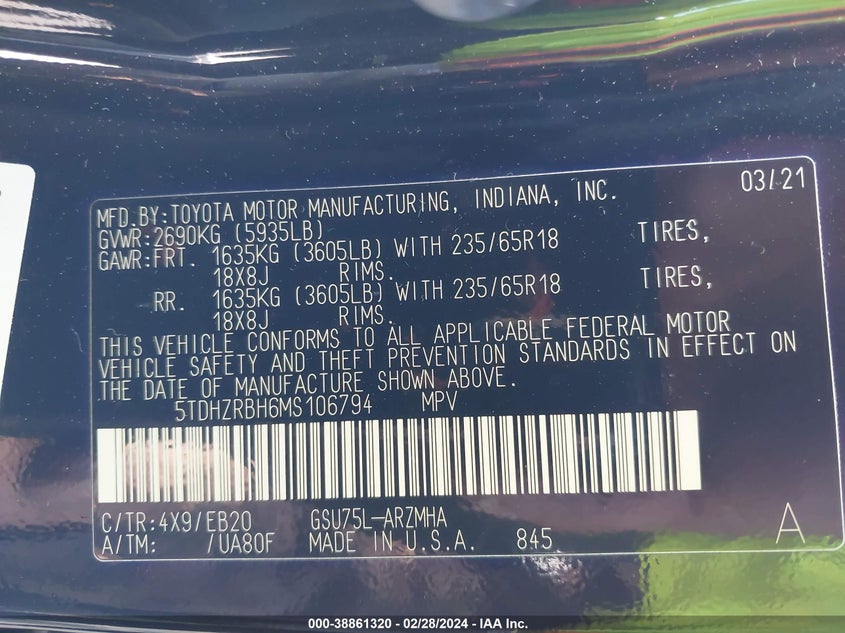 03/21
MFD.BY:TOYOTA MOTOR MANUFACTURING, INDIANA, INC.
GVWR:2690KG (5935LB)
GAWR:FRT. 1635KG (3605LB) WITH 235/65R18 TIRES,
18X8J RIMS.
RR. 1635KG (3605LB) WITH 235/65R18 TIRES,
18X8J RIMS.
THIS VEHICLE CONFORMS TO ALL APPLICABLE FEDERAL MOTOR
VEHICLE SAFETY AND THEFT PREVENTION STANDARDS IN EFFECT ON
THE DATE OF MANUFACTURE SHOWN ABOVE.
5TDHZRBH6MS106794 MPV
C/TR:4X9/EB20 GSU75L-ARZMHA
A/TM: /UA80F MADE IN U.S.A. 845 A
000-38861320 - 02/28/2024 - IAA Inc.